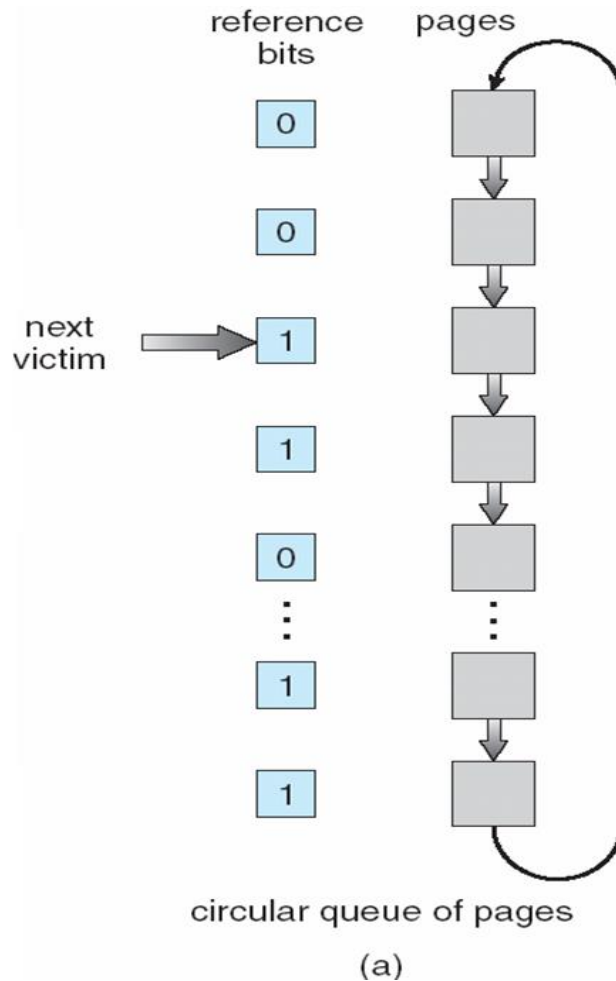 reference bits
pages
0
0
next victim
1
1
0
1
1
circular queue of pages
(a)